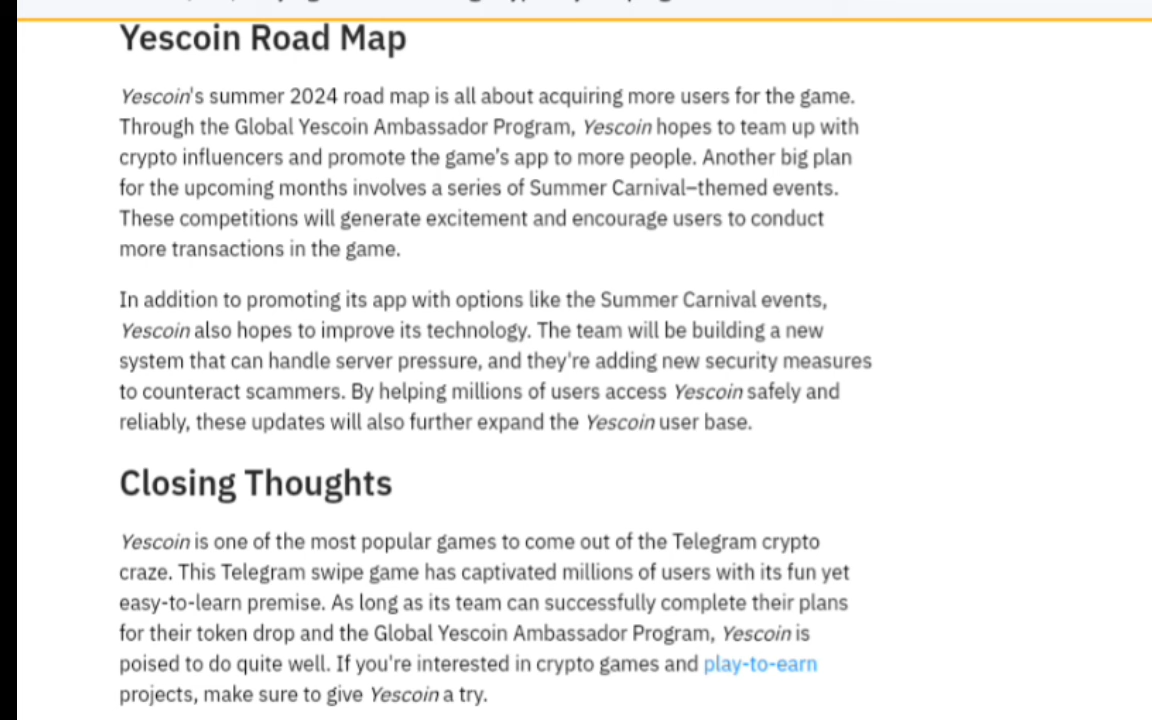 Yescoin Road Map
Yescoin's summer 2024 road map is all about acquiring more users for the game.
Through the Global Yescoin Ambassador Program, Yescoin hopes to team up with
crypto influencers and promote the game's app to more people. Another big plan
for the upcoming months involves a series of Summer Carnival–themed events.
These competitions will generate excitement and encourage users to conduct
more transactions in the game.
In addition to promoting its app with options like the Summer Carnival events,
Yescoin also hopes to improve its technology. The team will be building a new
system that can handle server pressure, and they're adding new security measures
to counteract scammers. By helping millions of users access Yescoin safely and
reliably, these updates will also further expand the Yescoin user base.
Closing Thoughts
Yescoin is one of the most popular games to come out of the Telegram crypto
craze. This Telegram swipe game has captivated millions of users with its fun yet
easy-to-learn premise. As long as its team can successfully complete their plans
for their token drop and the Global Yescoin Ambassador Program, Yescoin is
poised to do quite well. If you're interested in crypto games and play-to-earn
projects, make sure to give Yescoin a try.